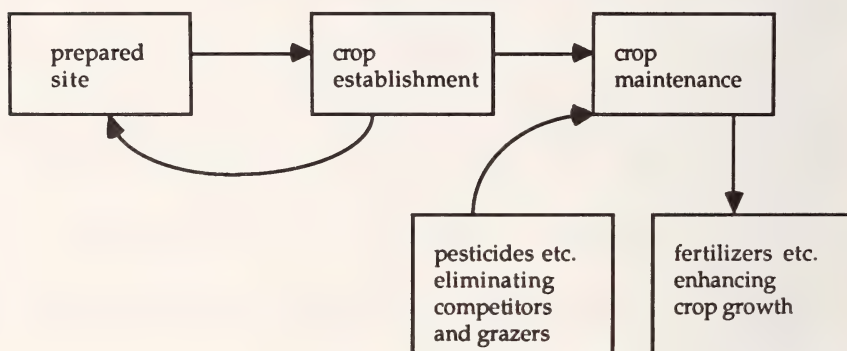 prepared
site
crop
establishment
crop
maintenance
pesticides etc.
eliminating
competitors
and grazers
fertilizers etc.
enhancing
crop growth